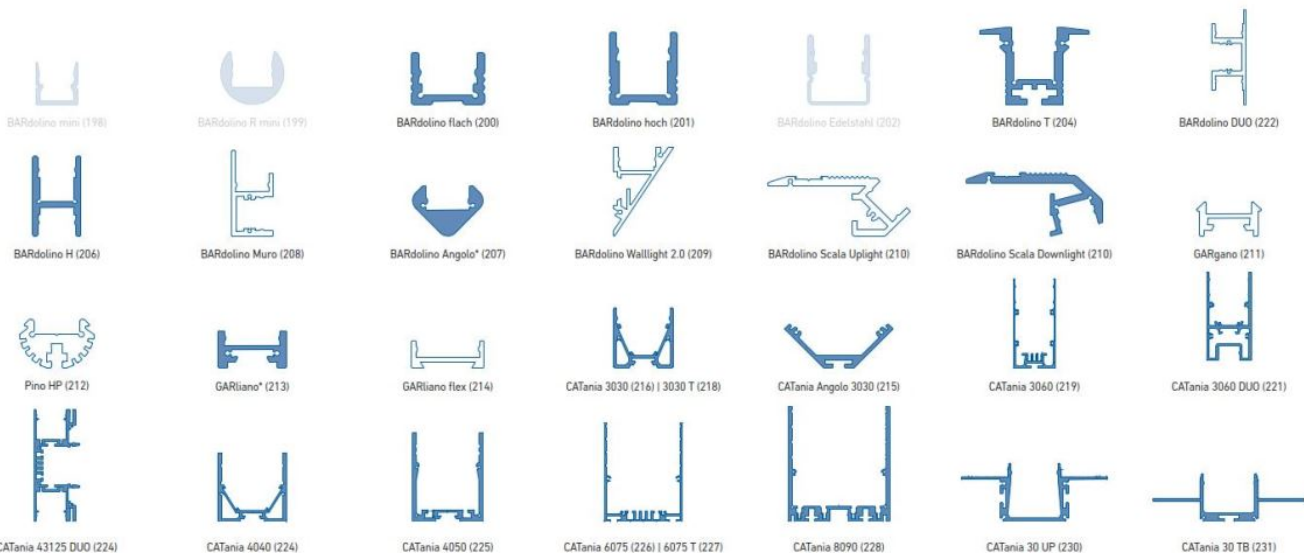 BARdolino mini (198)
BARdolino R mini (199)
BARdolino flach (200)
BARdolino hoch (201)
BARdolino Edelstahl (202)
BARdolino T (204)
BARdolino DUO (222)
BARdolino H (206)
BARdolino Muro (208)
BARdolino Angolo* (207)
BARdolino Walllight 2.0 (209)
BARdolino Scala Uplight (210)
BARdolino Scala Downlight (210)
GARgano (211)
Pino HP (212)
GARliano* (213)
GARliano flex (214)
CATania 3030 (216) | 3030 T (218)
CATania Angolo 3030 (215)
CATania 3060 (219)
CATania 3060 DUO (221)
CATania 43125 DUO (224)
CATania 4040 (224)
CATania 4050 (225)
CATania 6075 (226) | 6075 T (227)
CATania 8090 (228)
CATania 30 UP (230)
CATania 30 TB (231)